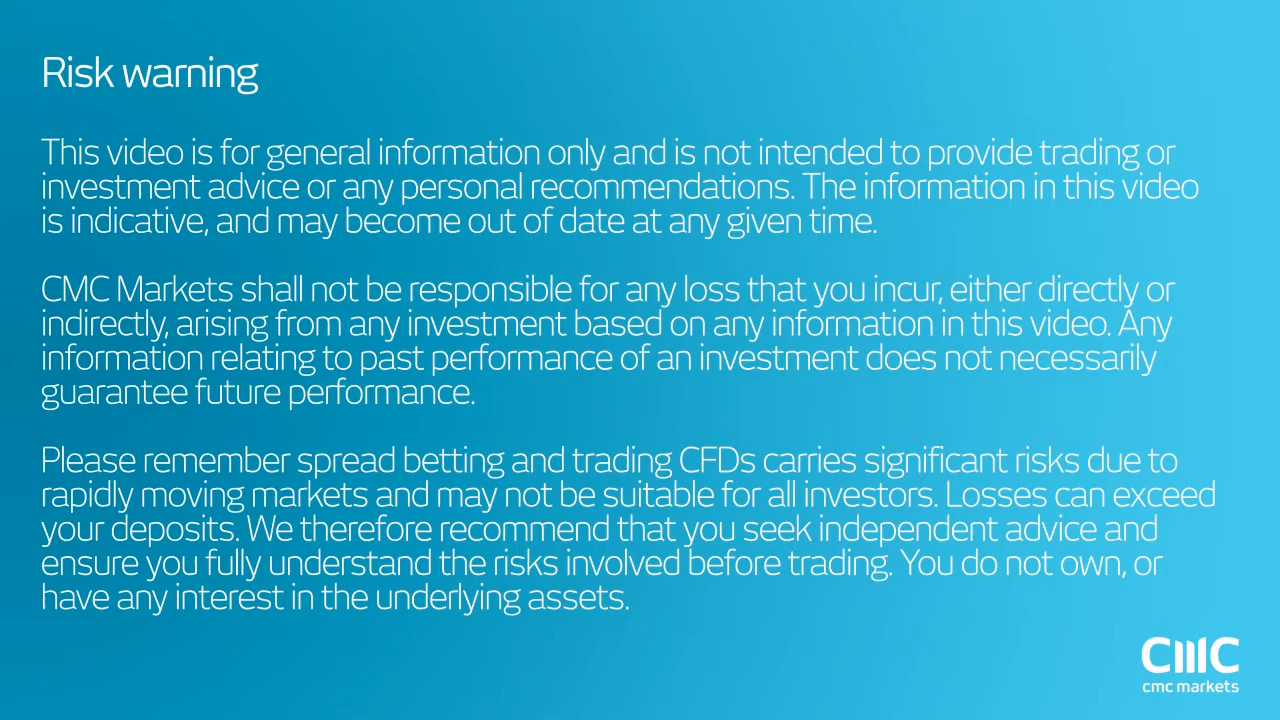 Risk warning
This video is for general information only and is not intended to provide trading or
investment advice or any personal recommendations. The information in this video
is indicative, and may become out of date at any given time.
CMC Markets shall not be responsible for any loss that you incur, either directly or
indirectly, arising from any investment based on any information in this video. Any
information relating to past performance of an investment does not necessarily
guarantee future performance.
Please remember spread betting and trading CFDs carries significant risks due to
rapidly moving markets and may not be suitable for all investors. Losses can exceed
your deposits. We therefore recommend that you seek independent advice and
ensure you fully understand the risks involved before trading. You do not own, or
have any interest in the underlying assets.
CMC
cmc markets